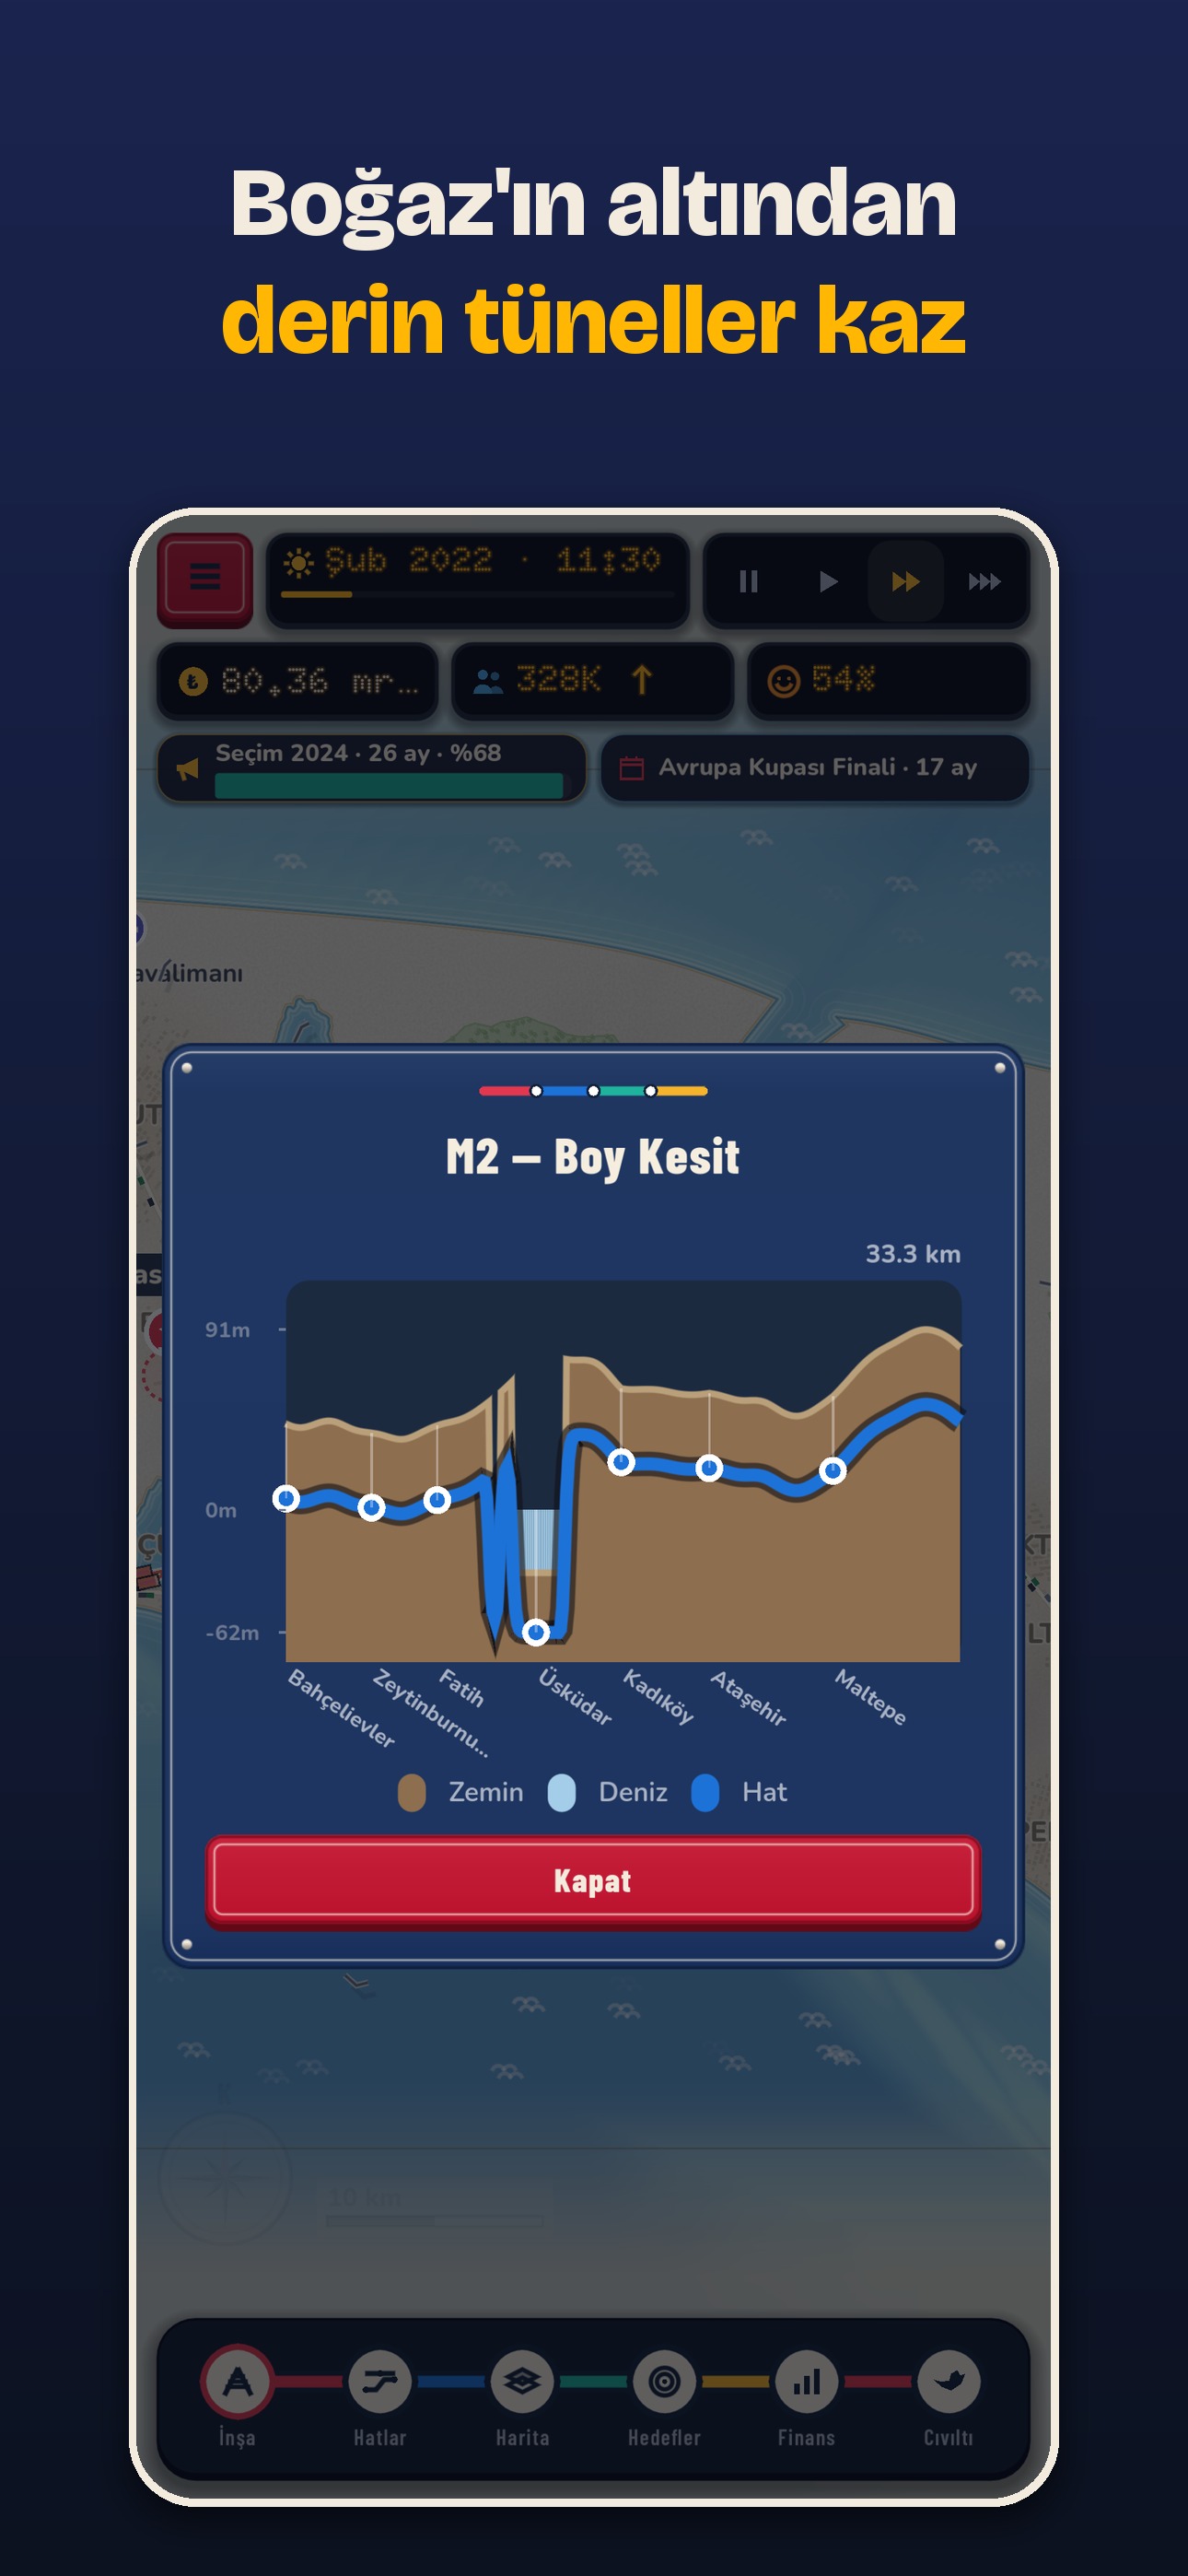 Boğaz'ın altından
derin tüneller kaz
Şub 2022 · 11:30
80.36 mr...
328K
54%
Seçim 2024 · 26 ay · %68
Avrupa Kupası Finali · 17 ay
avalimanı
M2 — Boy Kesit
33.3 km
91m
0m
-62m
Bahçelievler
Zeytinburnu...
Fatih
Üsküdar
Kadıköy
Ataşehir
Maltepe
Zemin
Deniz
Hat
Kapat
10 km
İnşa
Hatlar
Harita
Hedefler
Finans
Cıvıltı